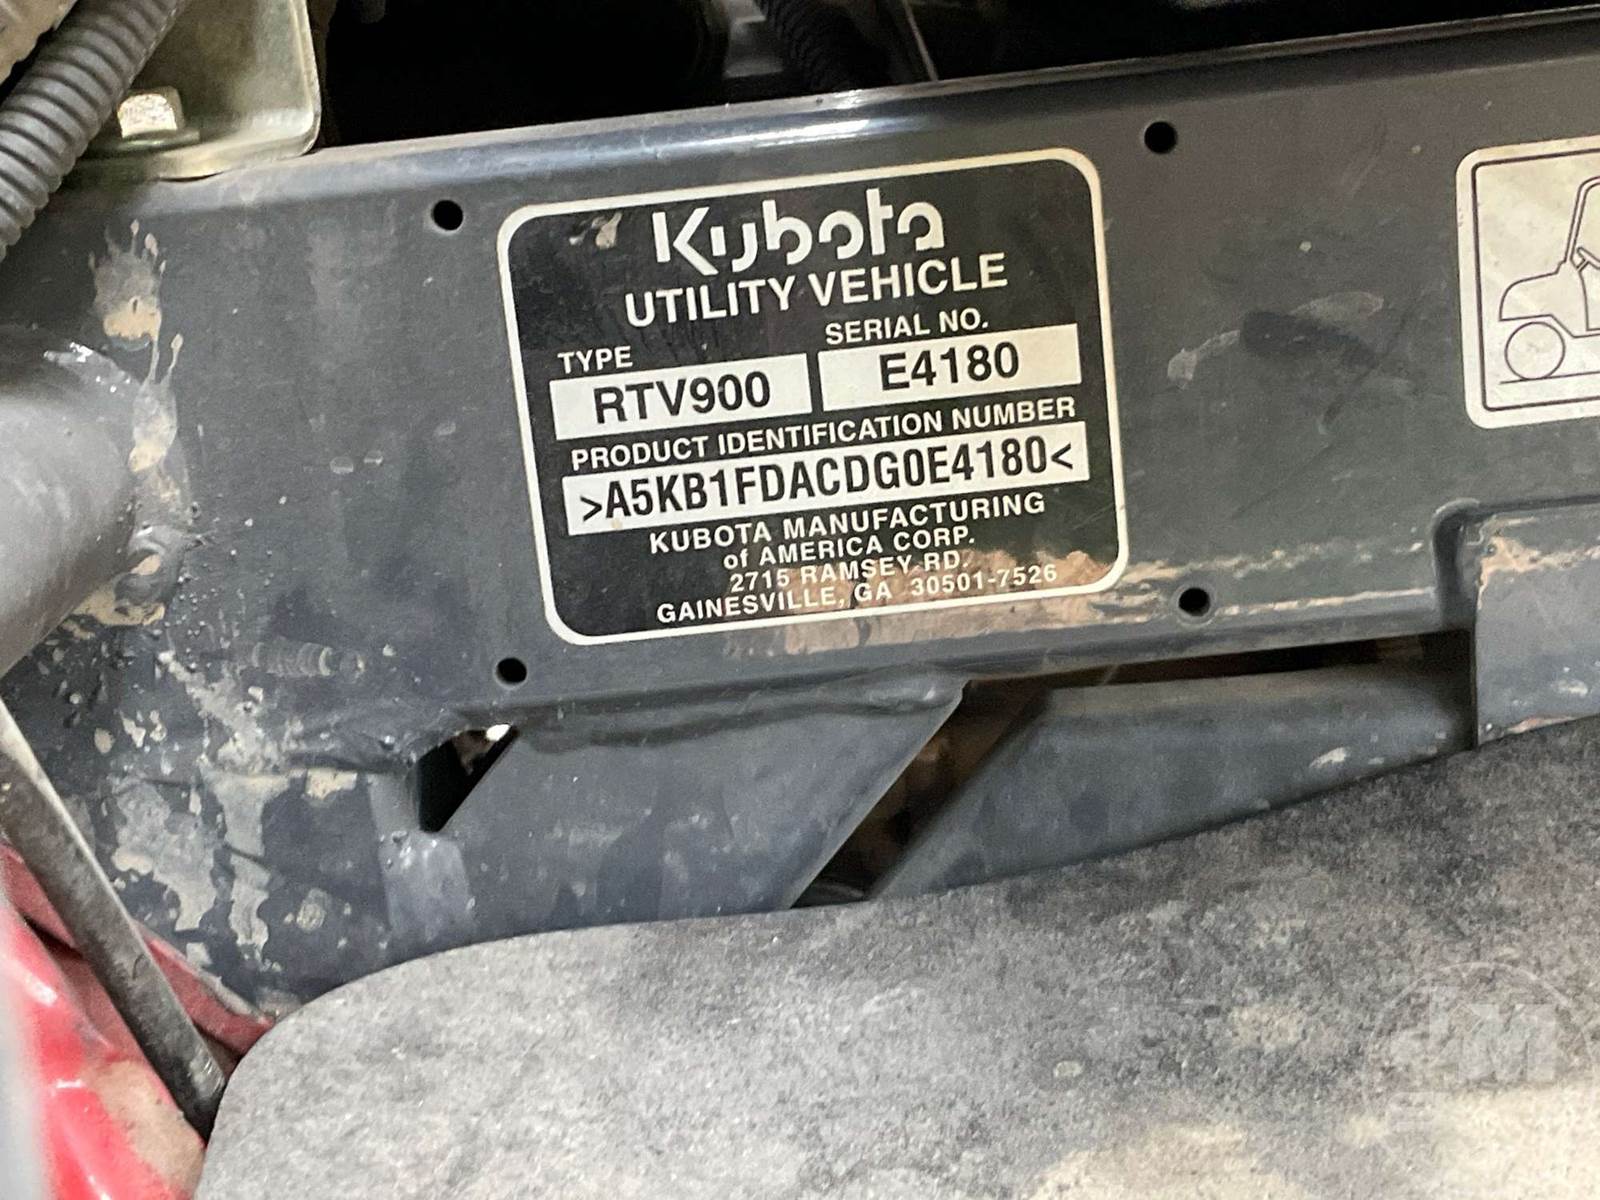 Kubota
UTILITY VEHICLE
TYPE SERIAL NO.
RTV900 E4180
PRODUCT IDENTIFICATION NUMBER
>A5KB1FDACDG0E4180<
KUBOTA MANUFACTURING
of AMERICA CORP.
2715 RAMSEY RD.
GAINESVILLE, GA 30501-7526